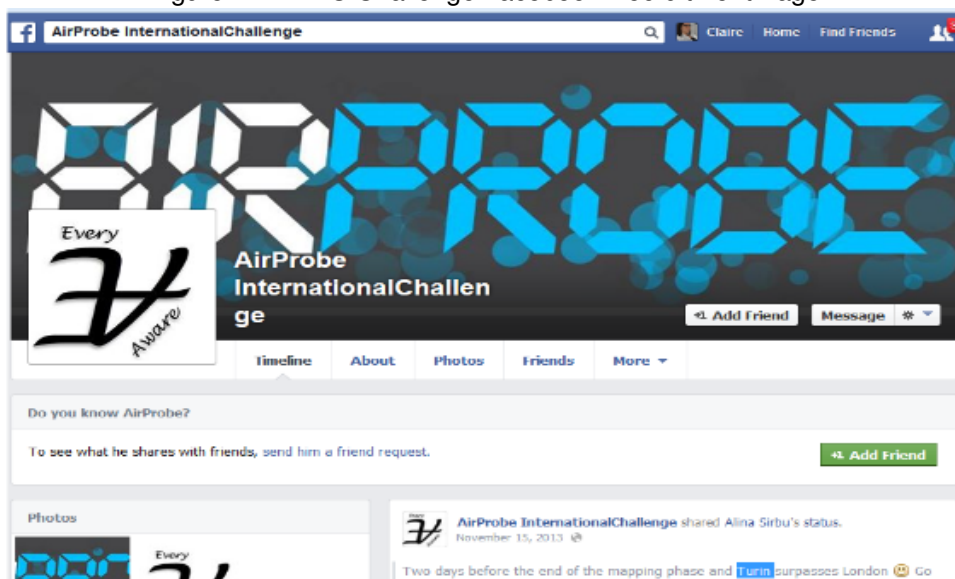 AirProbe InternationalChallenge
Claire Home Find Friends
AIRPROBE
Every
Aware
AirProbe
InternationalChallen
ge
Add Friend Message
Timeline About Photos Friends More
Do you know AirProbe?
To see what he shares with friends, send him a friend request.
Add Friend
Photos
Every
AirProbe InternationalChallenge shared Alina Sirbu's status.
November 15, 2013
Every
Two days before the end of the mapping phase and Turin surpasses London Go